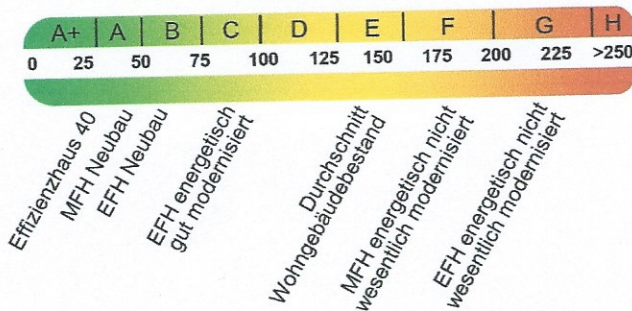 A+ A B C D E F G H
0 25 50 75 100 125 150 175 200 225 >250
Effizienzhaus 40
MFH Neubau
EFH Neubau
EFH energetisch
gut modernisiert
Durchschnitt
Wohngebäudebestand
MFH energetisch nicht
wesentlich modernisiert
EFH energetisch nicht
wesentlich modernisiert